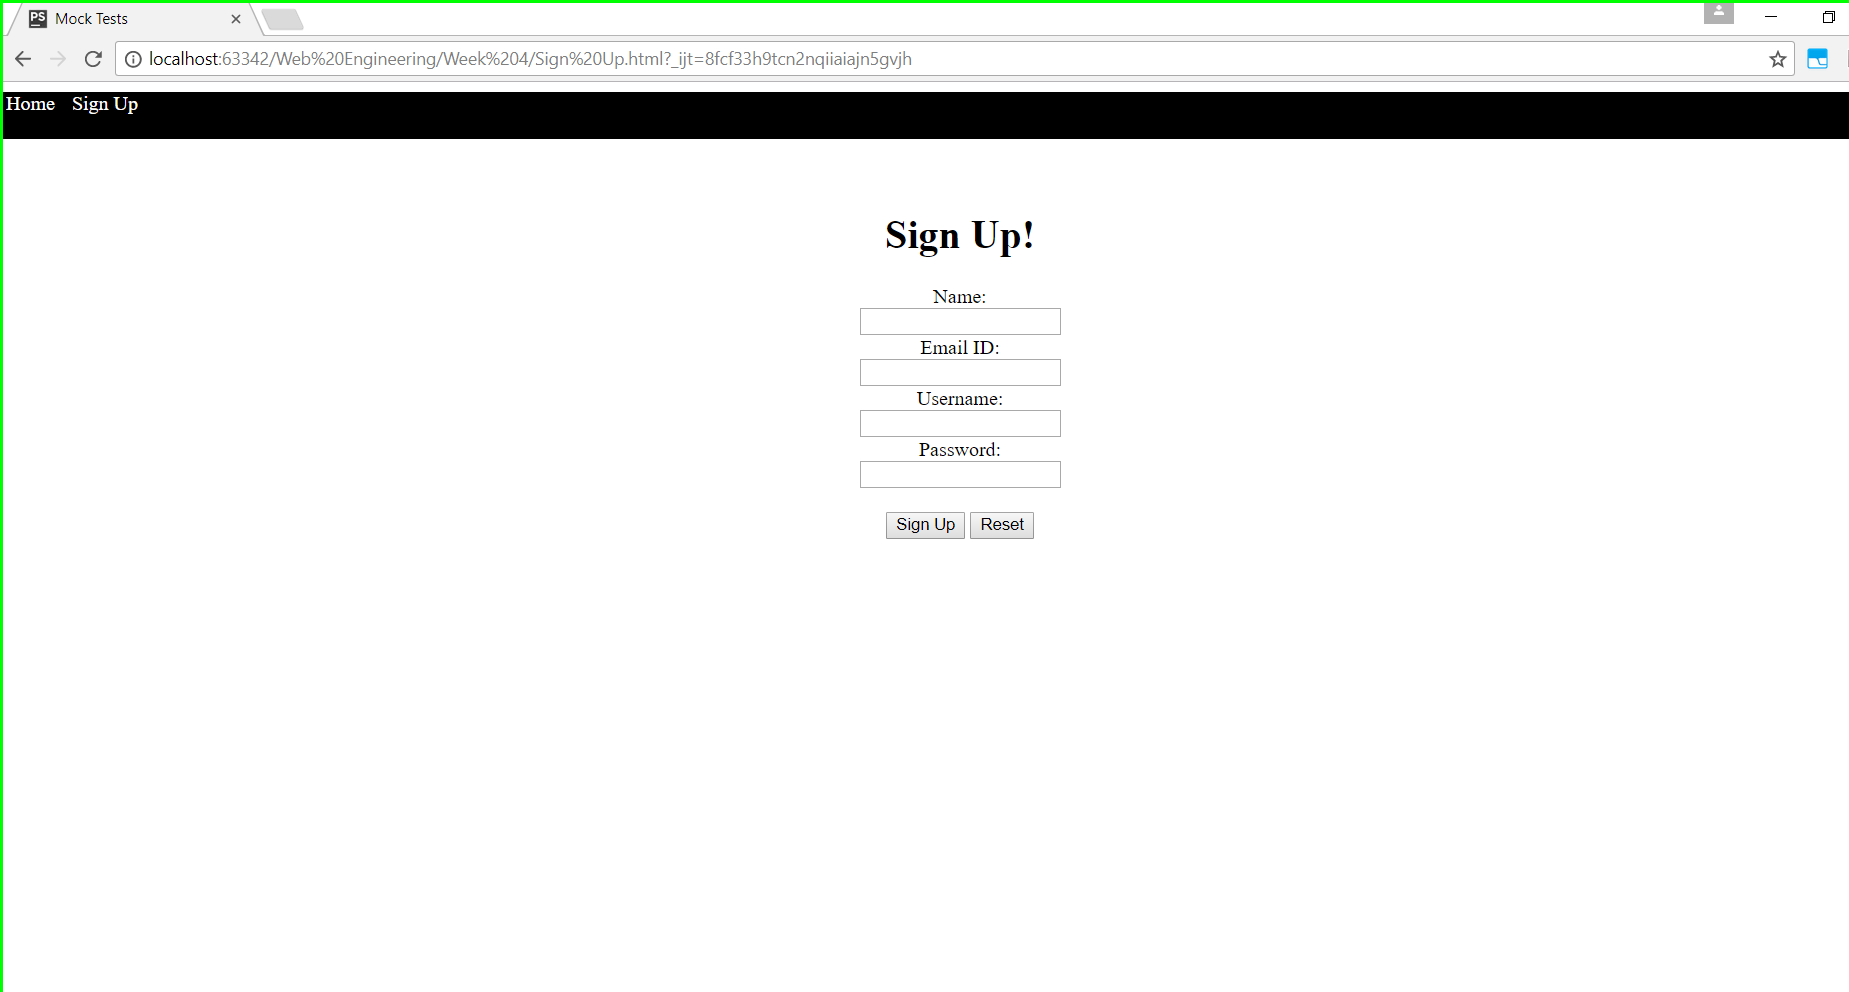 PS Mock Tests
localhost:63342/Web%20Engineering/Week%204/Sign%20Up.html?_ijt=8fcf33h9tcn2nqiiaiajn5gvjh
Home Sign Up
Sign Up!
Name:
Email ID:
Username:
Password:
Sign Up Reset